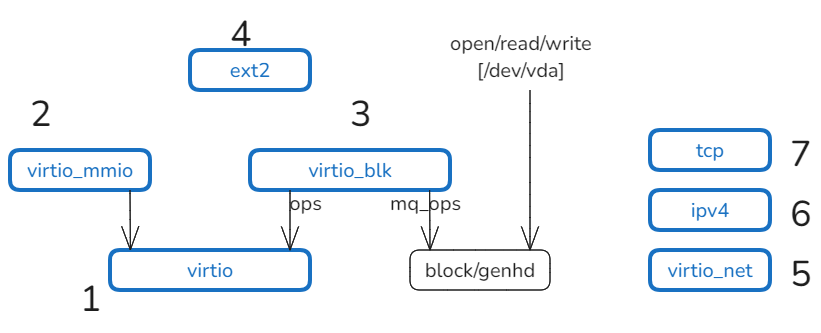 4
ext2
open/read/write
[/dev/vda]
2
3
virtio_mmio
virtio_blk
tcp
7
ops
mq_ops
ipv4
6
virtio
block/genhd
virtio_net
5
1